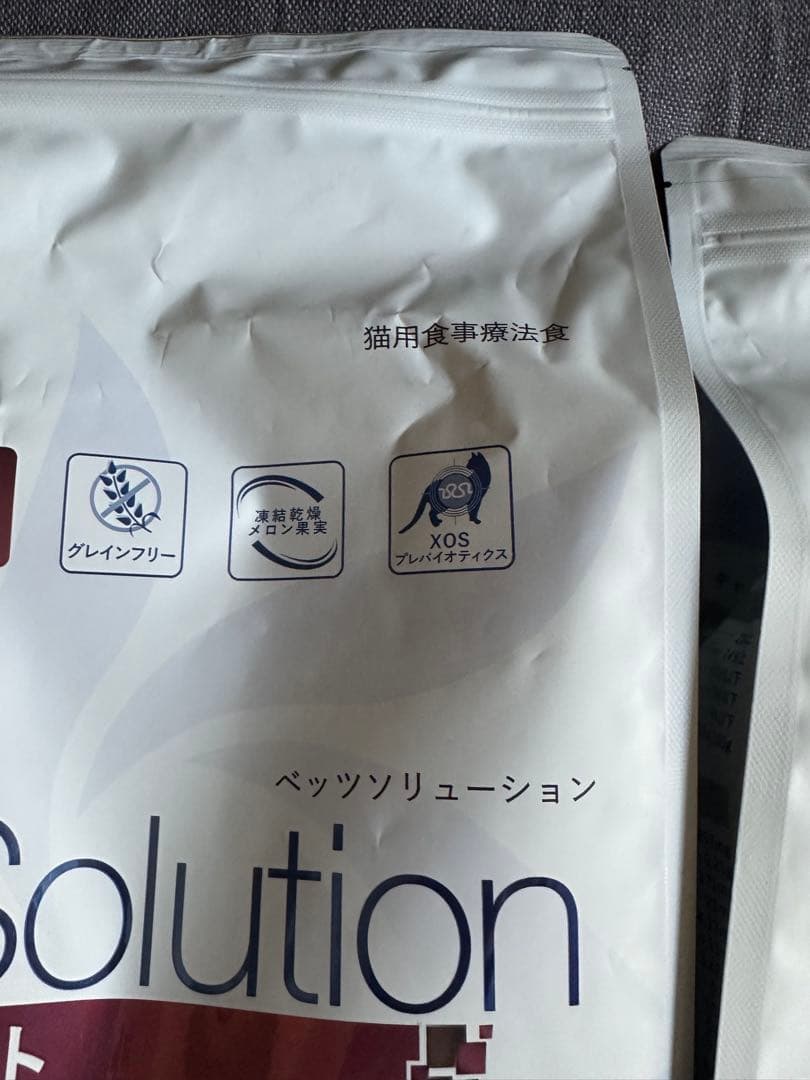 猫用食事療法食
グレインフリー
凍結乾燥
メロン果実
XOS
プレバイオティクス
ベッツソリューション
Solution
ト